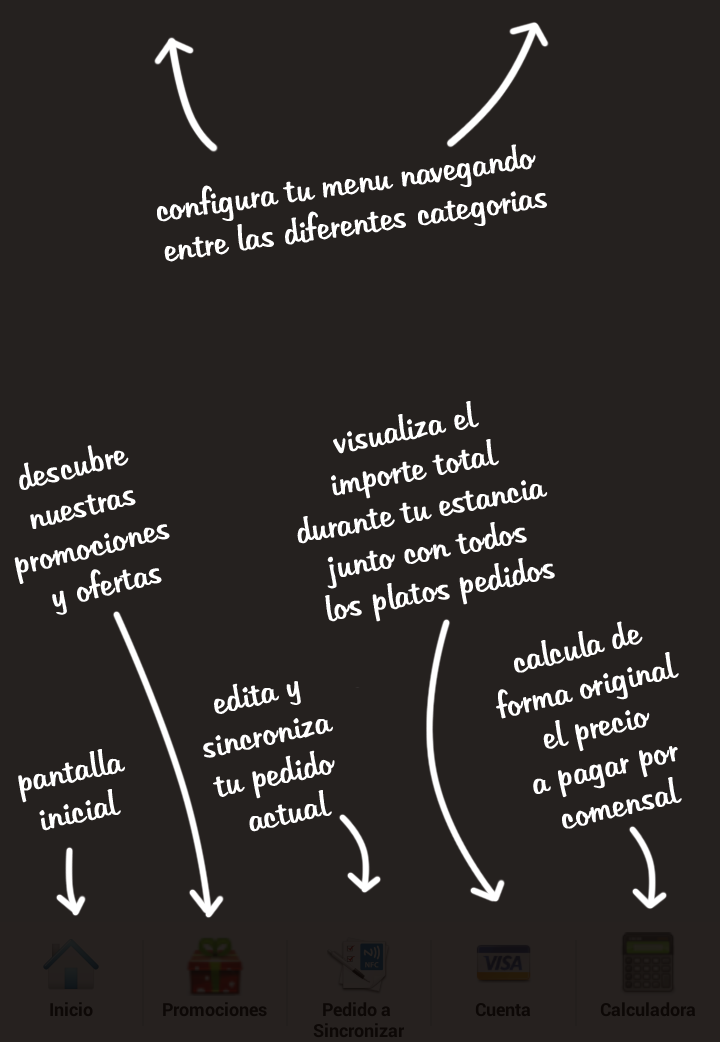 configura tu menu navegando
entre las diferentes categorias
descubre
nuestras
promociones
y ofertas
visualiza el
importe total
durante tu estancia
junto con todos
los platos pedidos
pantalla
inicial
edita y
sincroniza
tu pedido
actual
calcula de
forma original
el precio
a pagar por
comensal
VISA
Inicio
Promociones
Pedido a
Sincronizar
Cuenta
Calculadora